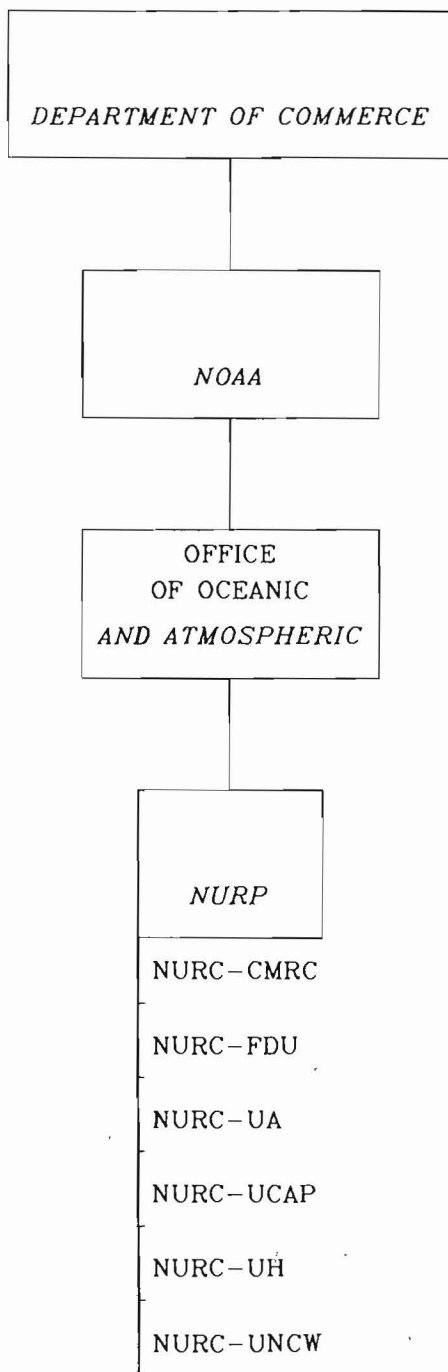 DEPARTMENT OF COMMERCE
NOAA
OFFICE
OF OCEANIC
AND ATMOSPHERIC
NURP
NURC-CMRC
NURC-FDU
NURC-UA
NURC-UCAP
NURC-UH
NURC-UNCW